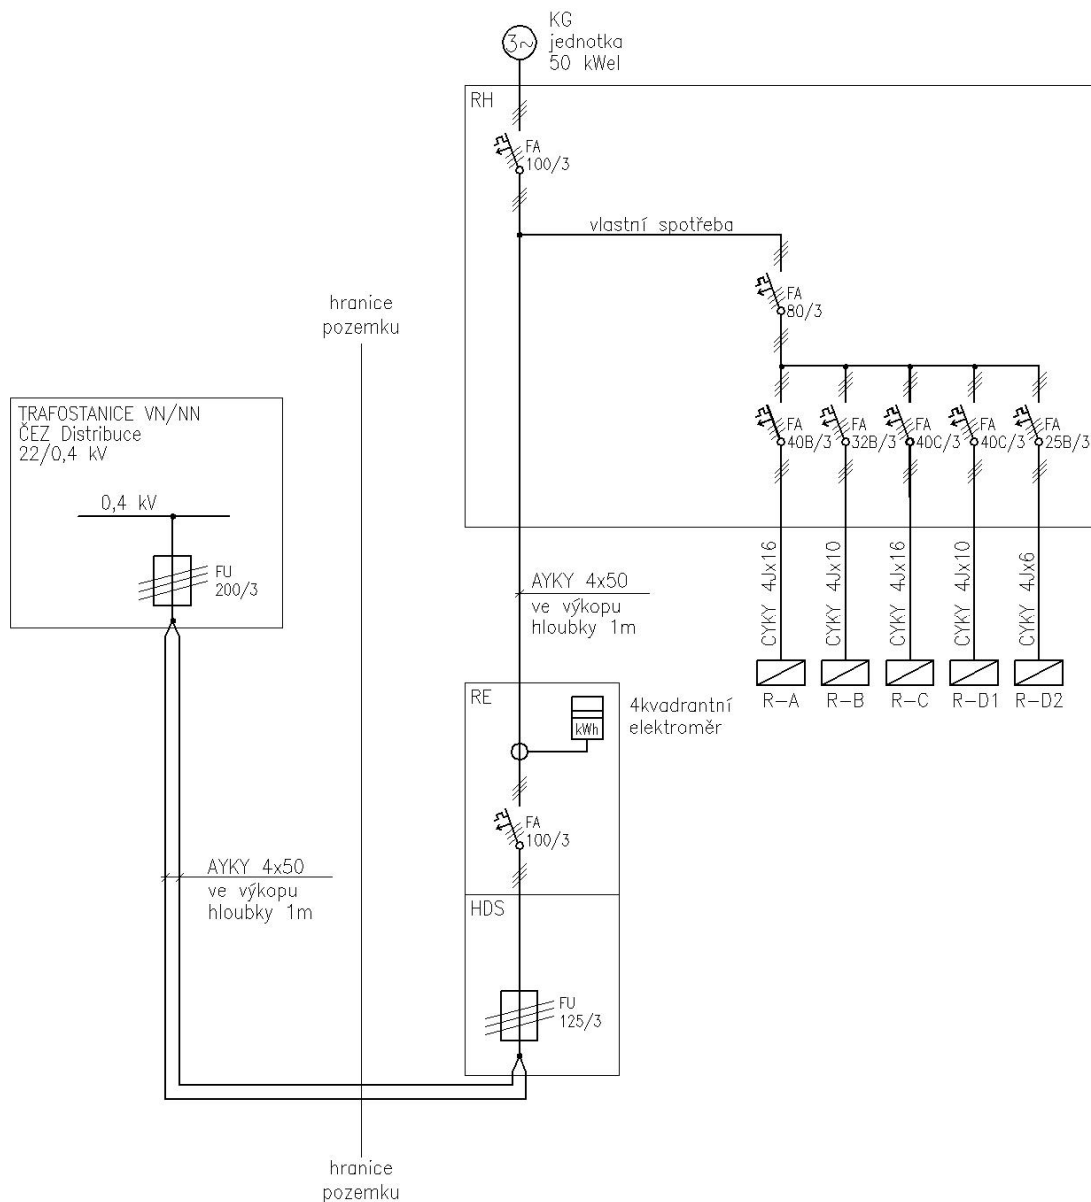 KG
jednotka
50 kWel
3~
RH
FA
100/3
vlastní spotřeba
FA
80/3
hranice
pozemku
TRAFOSTANICE VN/NN
ČEZ Distribuce
22/0,4 kV
0,4 kV
FU
200/3
FA
40B/3
FA
32B/3
FA
40C/3
FA
40C/3
FA
25B/3
CYKY 4Jx16
CYKY 4Jx10
CYKY 4Jx16
CYKY 4Jx10
CYKY 4Jx6
R-A
R-B
R-C
R-D1
R-D2
AYKY 4x50
ve výkopu
hloubky 1m
RE
kWh
4kvadrantní
elektroměr
FA
100/3
AYKY 4x50
ve výkopu
hloubky 1m
HDS
FU
125/3
hranice
pozemku